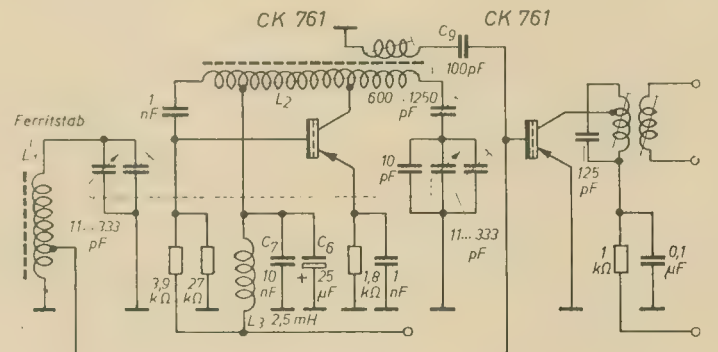 CK 761
CK 761
C9
100pF
L2
600...1250
pF
1
nF
Ferritstab
L1
11...333
pF
10
pF
11...333
pF
125
pF
3,9
kΩ
27
kΩ
C7
10
nF
C6
+
25
µF
1,8
kΩ
1
nF
L3 2,5 mH
1
kΩ
0,1
µF